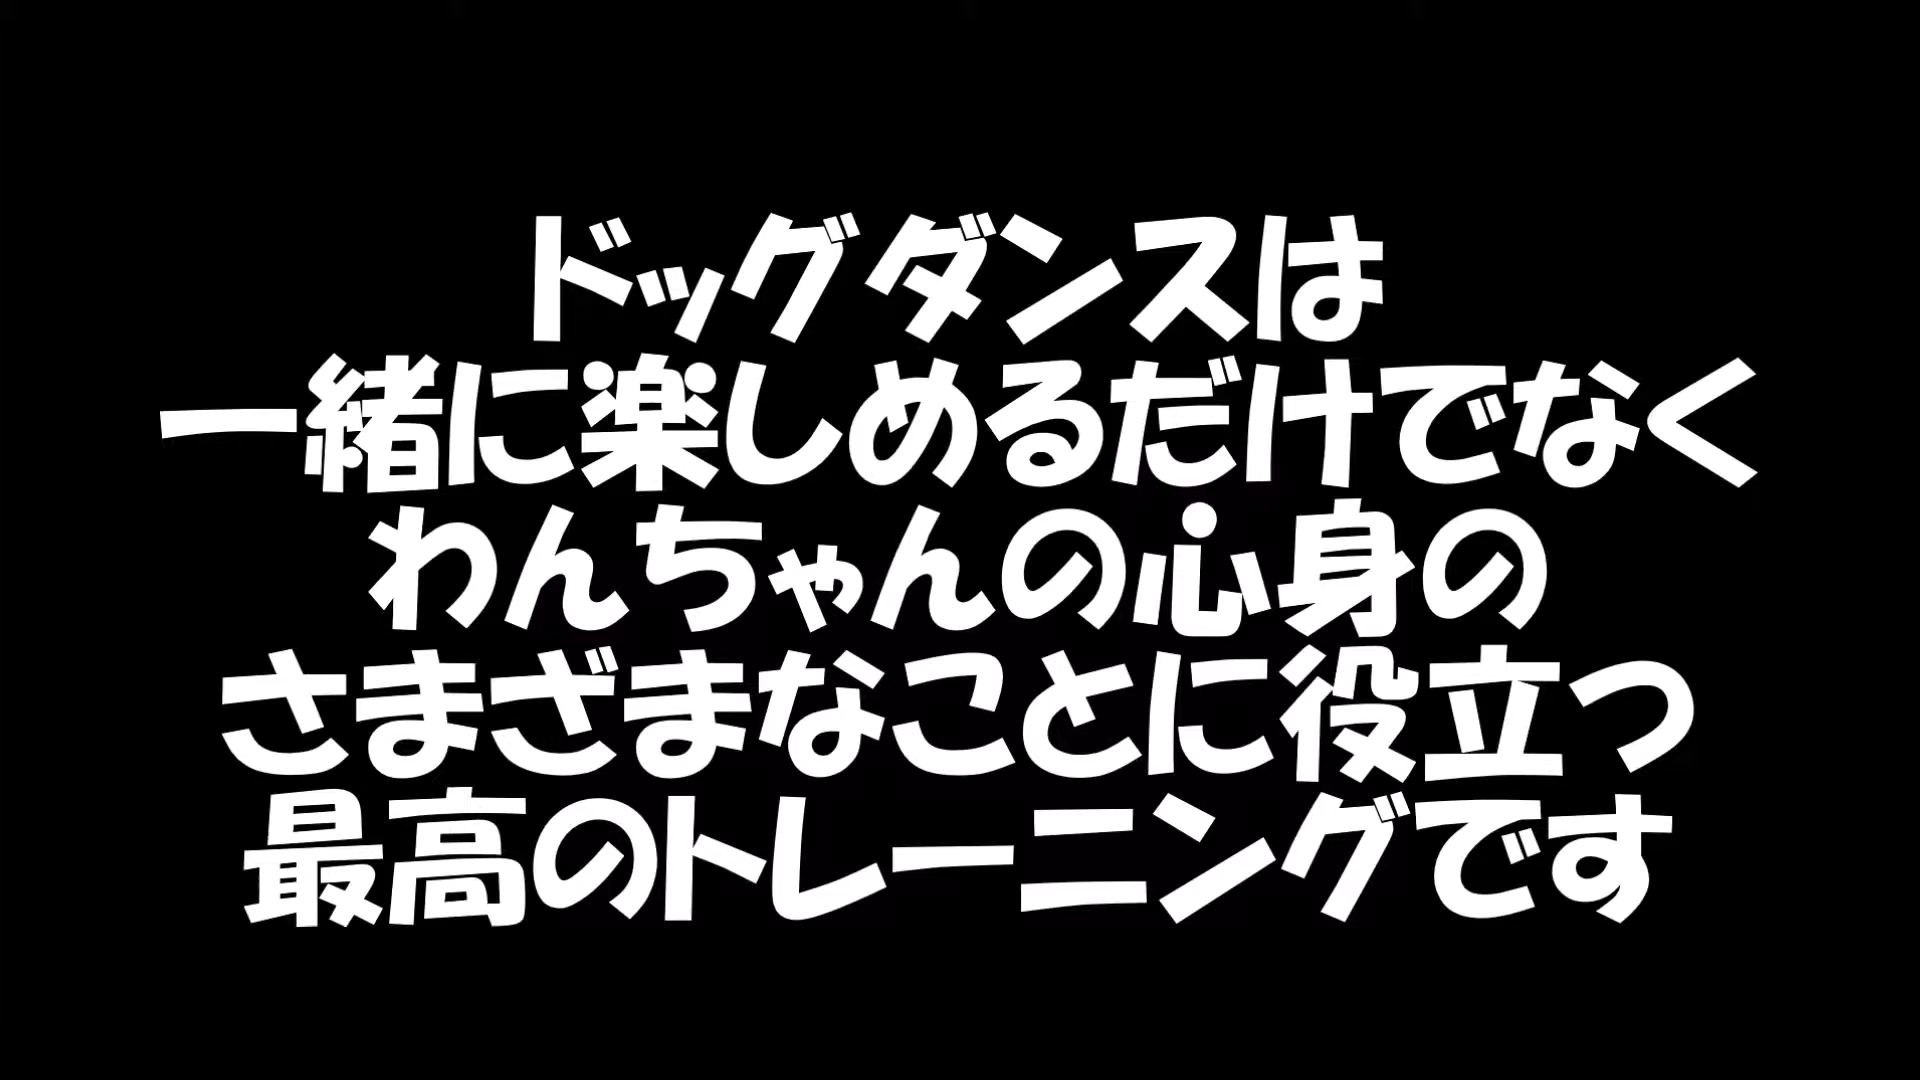 ドッグダンスは
一緒に楽しめるだけでなく
わんちゃんの心身の
さまざまなことに役立つ
最高のトレーニングです